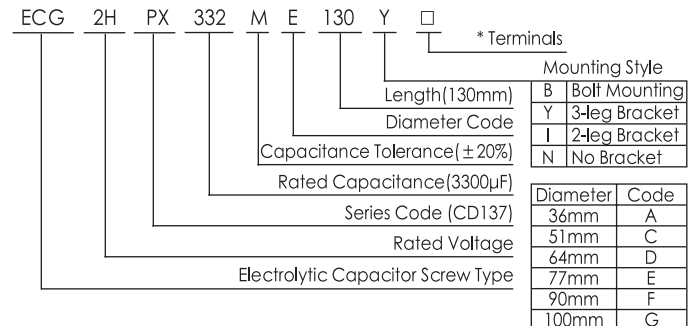 ECG 2H PX 332 M E 130 Y □
* Terminals
Mounting Style
B Bolt Mounting
Y 3-leg Bracket
I 2-leg Bracket
N No Bracket
Length(130mm)
Diameter Code
Capacitance Tolerance(±20%)
Rated Capacitance(3300µF)
Series Code (CD137)
Rated Voltage
Electrolytic Capacitor Screw Type
Diameter Code
36mm A
51mm C
64mm D
77mm E
90mm F
100mm G